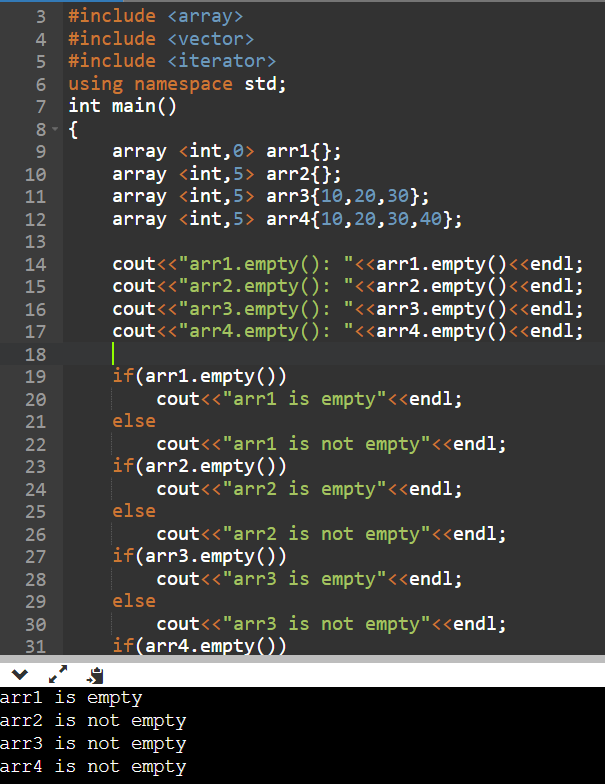 3 #include <array>
4 #include <vector>
5 #include <iterator>
6 using namespace std;
7 int main()
8 {
9 array <int,0> arr1{};
10 array <int,5> arr2{};
11 array <int,5> arr3{10,20,30};
12 array <int,5> arr4{10,20,30,40};
13
14 cout<<"arr1.empty(): "<<arr1.empty()<<endl;
15 cout<<"arr2.empty(): "<<arr2.empty()<<endl;
16 cout<<"arr3.empty(): "<<arr3.empty()<<endl;
17 cout<<"arr4.empty(): "<<arr4.empty()<<endl;
18
19 if(arr1.empty())
20 cout<<"arr1 is empty"<<endl;
21 else
22 cout<<"arr1 is not empty"<<endl;
23 if(arr2.empty())
24 cout<<"arr2 is empty"<<endl;
25 else
26 cout<<"arr2 is not empty"<<endl;
27 if(arr3.empty())
28 cout<<"arr3 is empty"<<endl;
29 else
30 cout<<"arr3 is not empty"<<endl;
31 if(arr4.empty())
arr1 is empty
arr2 is not empty
arr3 is not empty
arr4 is not empty